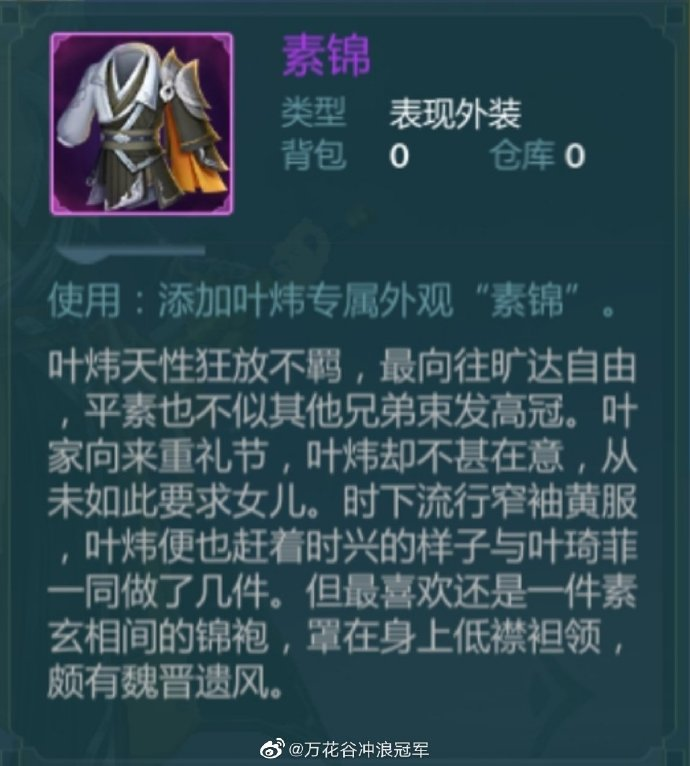 素锦
类型 表现外装
背包 0 仓库 0
使用：添加叶炜专属外观“素锦”。
叶炜天性狂放不羁，最向往旷达自由
，平素也不似其他兄弟束发高冠。叶
家向来重礼节，叶炜却不甚在意，从
未如此要求女儿。时下流行窄袖黄服
，叶炜便也赶着时兴的样子与叶琦菲
一同做了几件。但最喜欢还是一件素
玄相间的锦袍，罩在身上低襟袒领，
颇有魏晋遗风。
@万花谷冲浪冠军